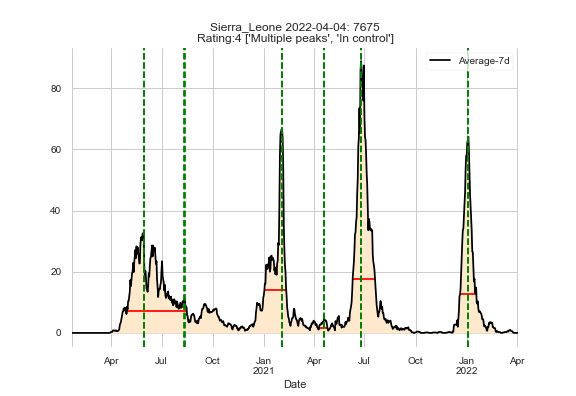 Sierra_Leone 2022-04-04: 7675
Rating:4 ['Multiple peaks', 'In control']
Average-7d
80
60
40
20
0
Apr Jul Oct Jan Apr Jul Oct Jan Apr
2021 2022
Date